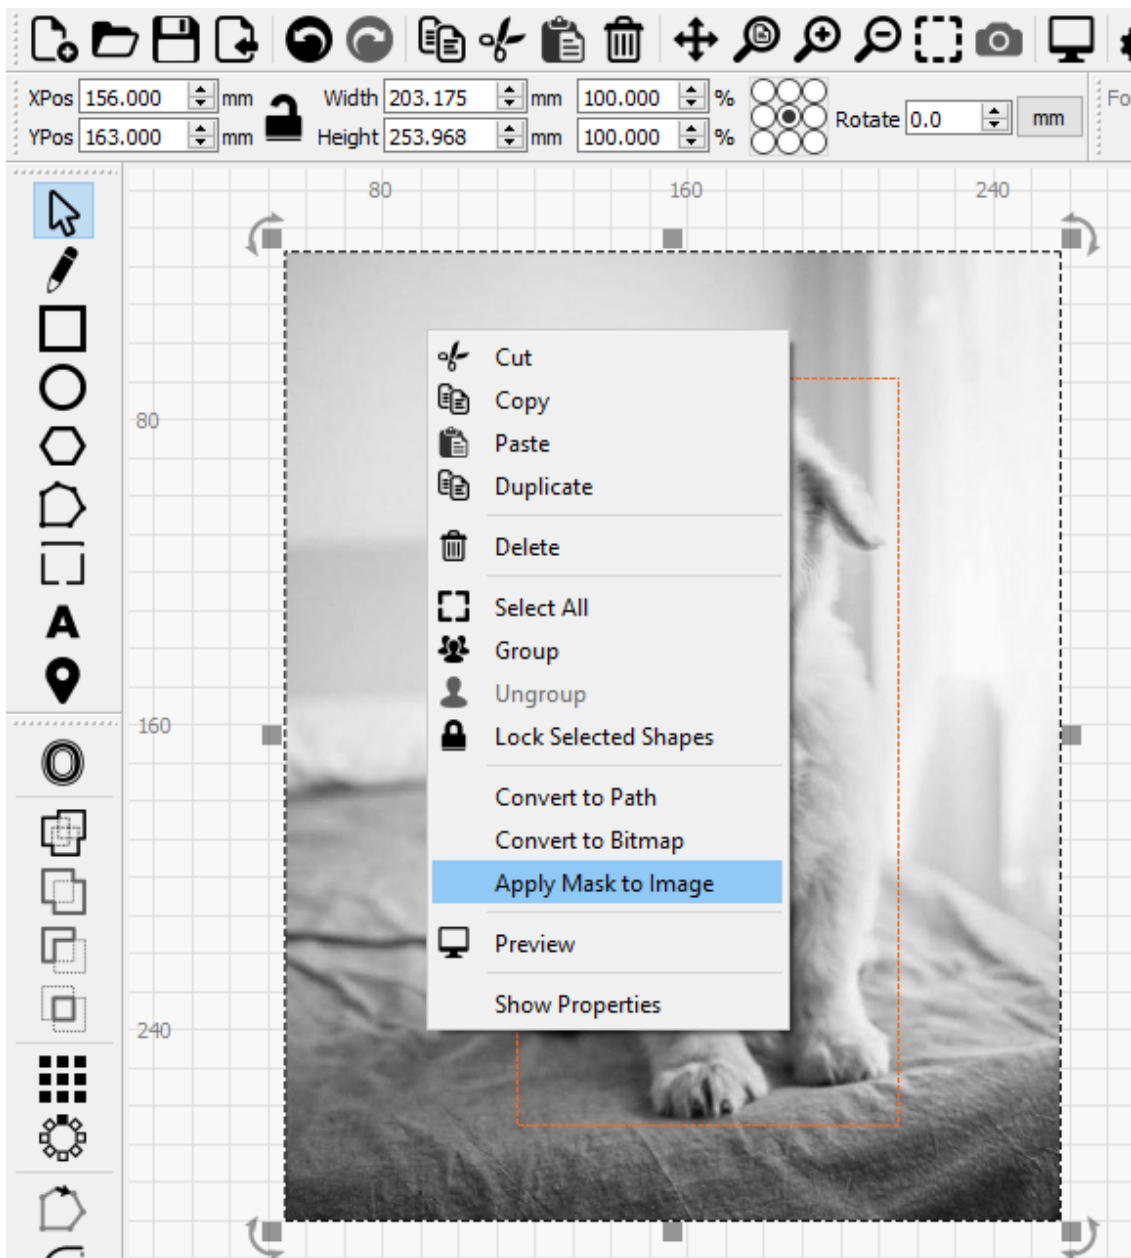 XPos 156.000 mm Width 203.175 mm 100.000 % Rotate 0.0 mm Fo
YPos 163.000 mm Height 253.968 mm 100.000 %
80 160 240
80
160
240
A
Cut
Copy
Paste
Duplicate
Delete
Select All
Group
Ungroup
Lock Selected Shapes
Convert to Path
Convert to Bitmap
Apply Mask to Image
Preview
Show Properties